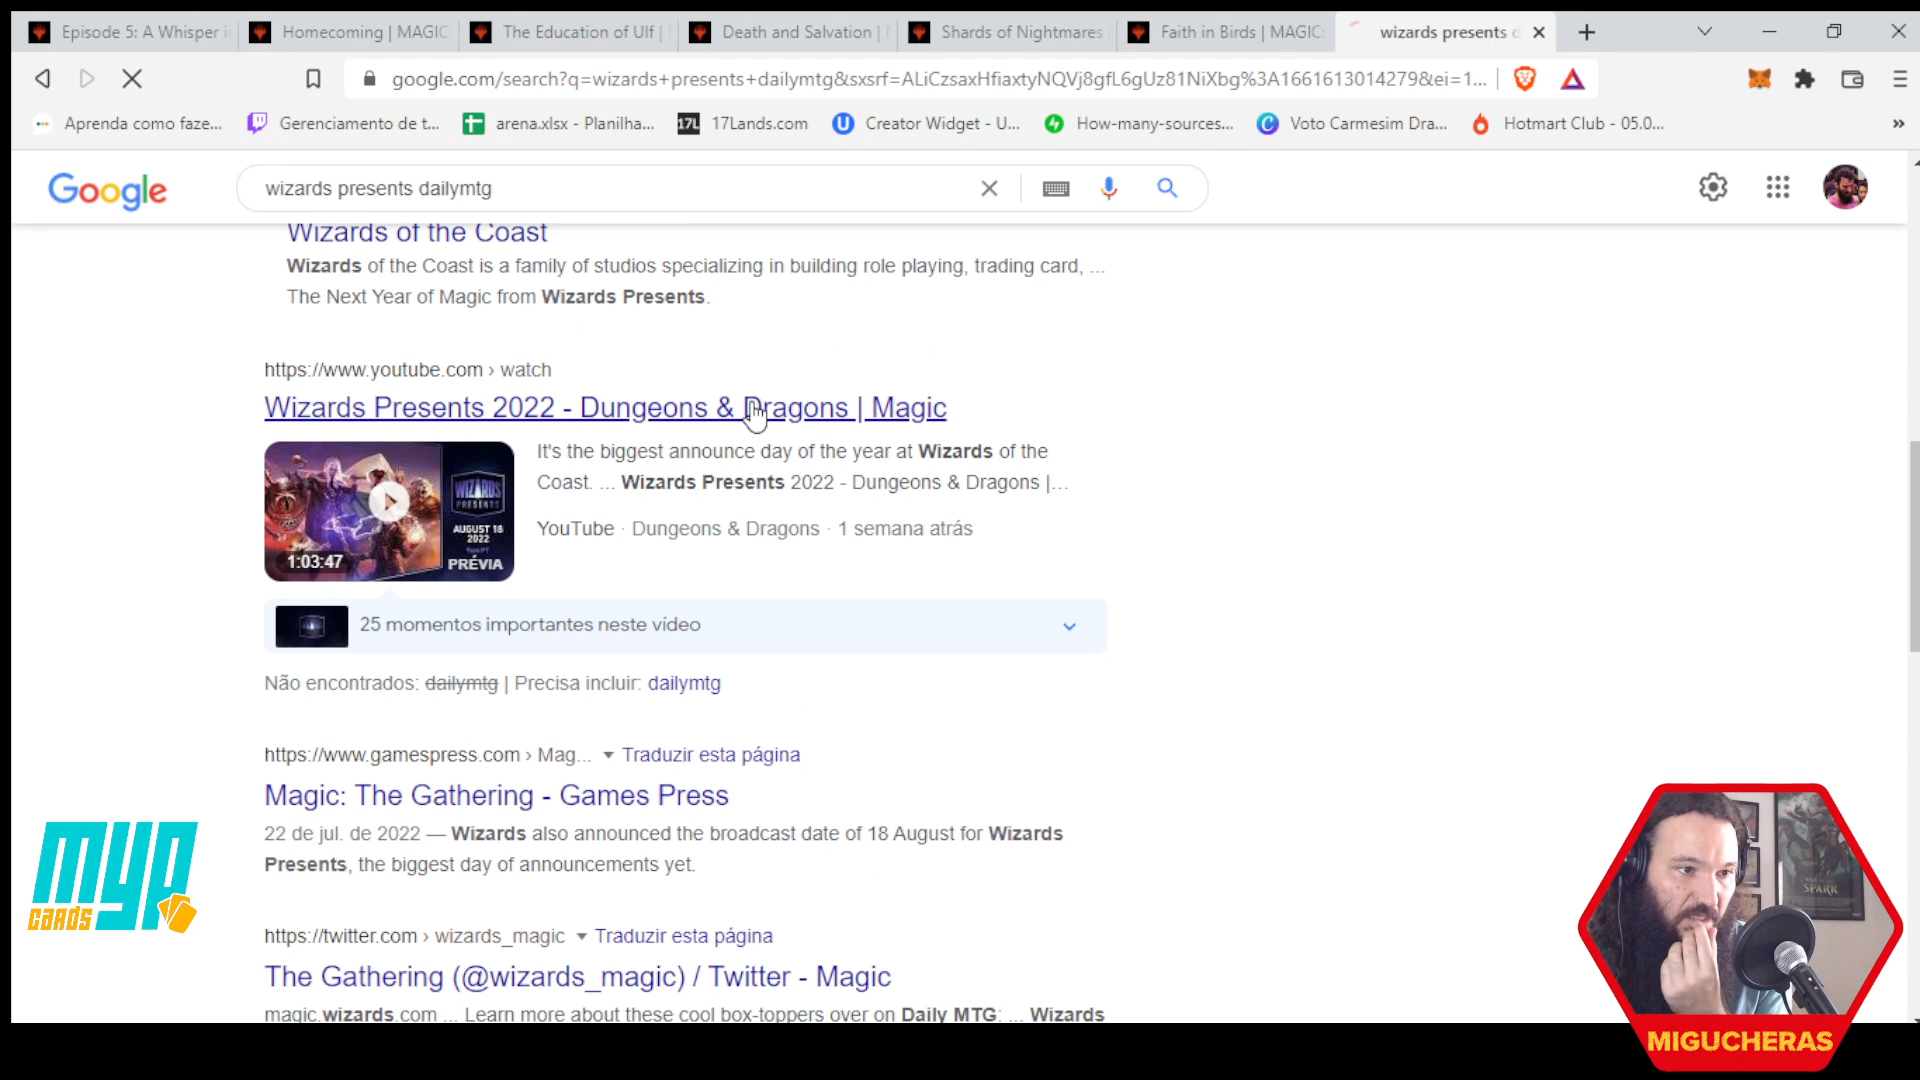 Episode 5: A Whisper i
Homecoming | MAGIC
The Education of Ulf |
Death and Salvation |
Shards of Nightmares
Faith in Birds | MAGIC:
wizards presents d
google.com/search?q=wizards+presents+dailymtg&sxsrf=ALiCzsaxHfiaxtyNQVj8gfL6gUz81NiXbg%3A1661613014279&ei=1...
Aprenda como faze...
Gerenciamento de t...
arena.xlsx - Planilha...
17L 17Lands.com
Creator Widget - U...
How-many-sources...
Voto Carmesim Dra...
Hotmart Club - 05.0...
»
Google
wizards presents dailymtg
Wizards of the Coast
Wizards of the Coast is a family of studios specializing in building role playing, trading card, ...
The Next Year of Magic from Wizards Presents.
https://www.youtube.com › watch
Wizards Presents 2022 - Dungeons & Dragons | Magic
It's the biggest announce day of the year at Wizards of the
Coast. ... Wizards Presents 2022 - Dungeons & Dragons |...
YouTube · Dungeons & Dragons · 1 semana atrás
WIZARDS
PRESENTS
AUGUST 18
2022
1:03:47
PRÉVIA
25 momentos importantes neste vídeo
Não encontrados: dailymtg | Precisa incluir: dailymtg
https://www.gamespress.com › Mag... Traduzir esta página
Magic: The Gathering - Games Press
22 de jul. de 2022 — Wizards also announced the broadcast date of 18 August for Wizards
Presents, the biggest day of announcements yet.
https://twitter.com › wizards_magic Traduzir esta página
The Gathering (@wizards_magic) / Twitter - Magic
magic.wizards.com ... Learn more about these cool box-toppers over on Daily MTG: ... Wizards
MYP
CARDS
SPARK
MIGUCHERAS